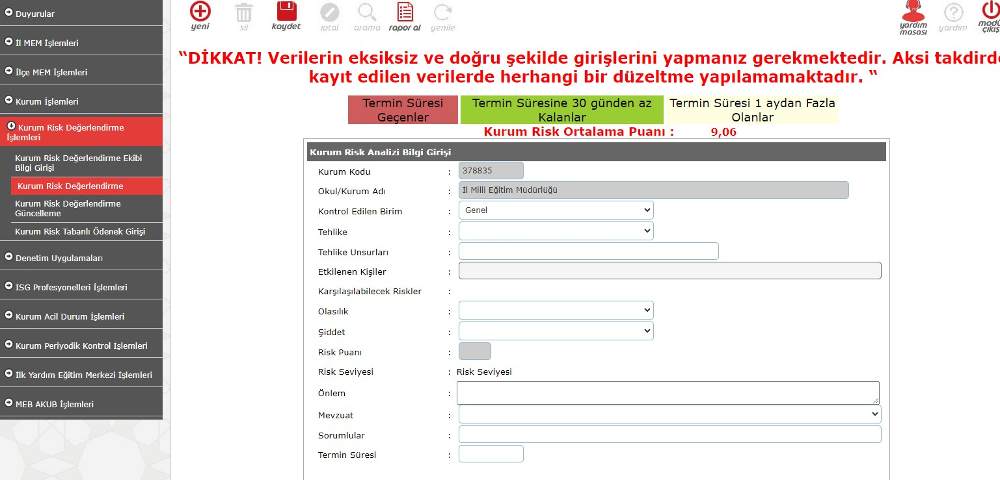 Duyurular
İl MEM İşlemleri
İlçe MEM İşlemleri
Kurum İşlemleri
Kurum Risk Değerlendirme
İşlemleri
Kurum Risk Değerlendirme Ekibi
Bilgi Girişi
Kurum Risk Değerlendirme
Kurum Risk Değerlendirme
Güncelleme
Kurum Risk Tabanlı Ödenek Girişi
Denetim Uygulamaları
ISG Profesyonelleri İşlemleri
Kurum Acil Durum İşlemleri
Kurum Periyodik Kontrol İşlemleri
İlk Yardım Eğitim Merkezi İşlemleri
MEB AKUB İşlemleri
yeni sil kaydet iptal arama rapor al yenile
yardım
masası
yardım
modü
çıkış
“DİKKAT! Verilerin eksiksiz ve doğru şekilde girişlerini yapmanız gerekmektedir. Aksi takdirde
kayıt edilen verilerde herhangi bir düzeltme yapılamamaktadır. “
Termin Süresi
Geçenler
Termin Süresine 30 günden az
Kalanlar
Termin Süresi 1 aydan Fazla
Olanlar
Kurum Risk Ortalama Puanı : 9,06
Kurum Risk Analizi Bilgi Girişi
Kurum Kodu : 378835
Okul/Kurum Adı : İl Milli Eğitim Müdürlüğü
Kontrol Edilen Birim : Genel
Tehlike :
Tehlike Unsurları :
Etkilenen Kişiler :
Karşılaşılabilecek Riskler :
Olasılık :
Şiddet :
Risk Puanı :
Risk Seviyesi : Risk Seviyesi
Önlem :
Mevzuat :
Sorumlular :
Termin Süresi :